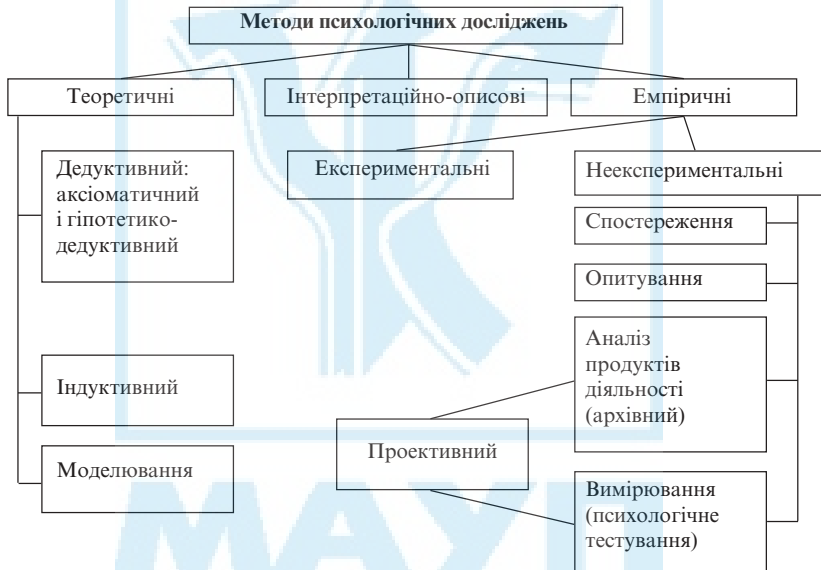 Методи психологічних досліджень
Теоретичні
Інтерпретаційно-описові
Емпіричні
Дедуктивний:
аксіоматичний
і гіпотетико-
дедуктивний
Експериментальні
Неекспериментальні
Спостереження
Опитування
Аналіз
продуктів
діяльності
(архівний)
Індуктивний
Проективний
Моделювання
Вимірювання
(психологічне
тестування)
МАУП